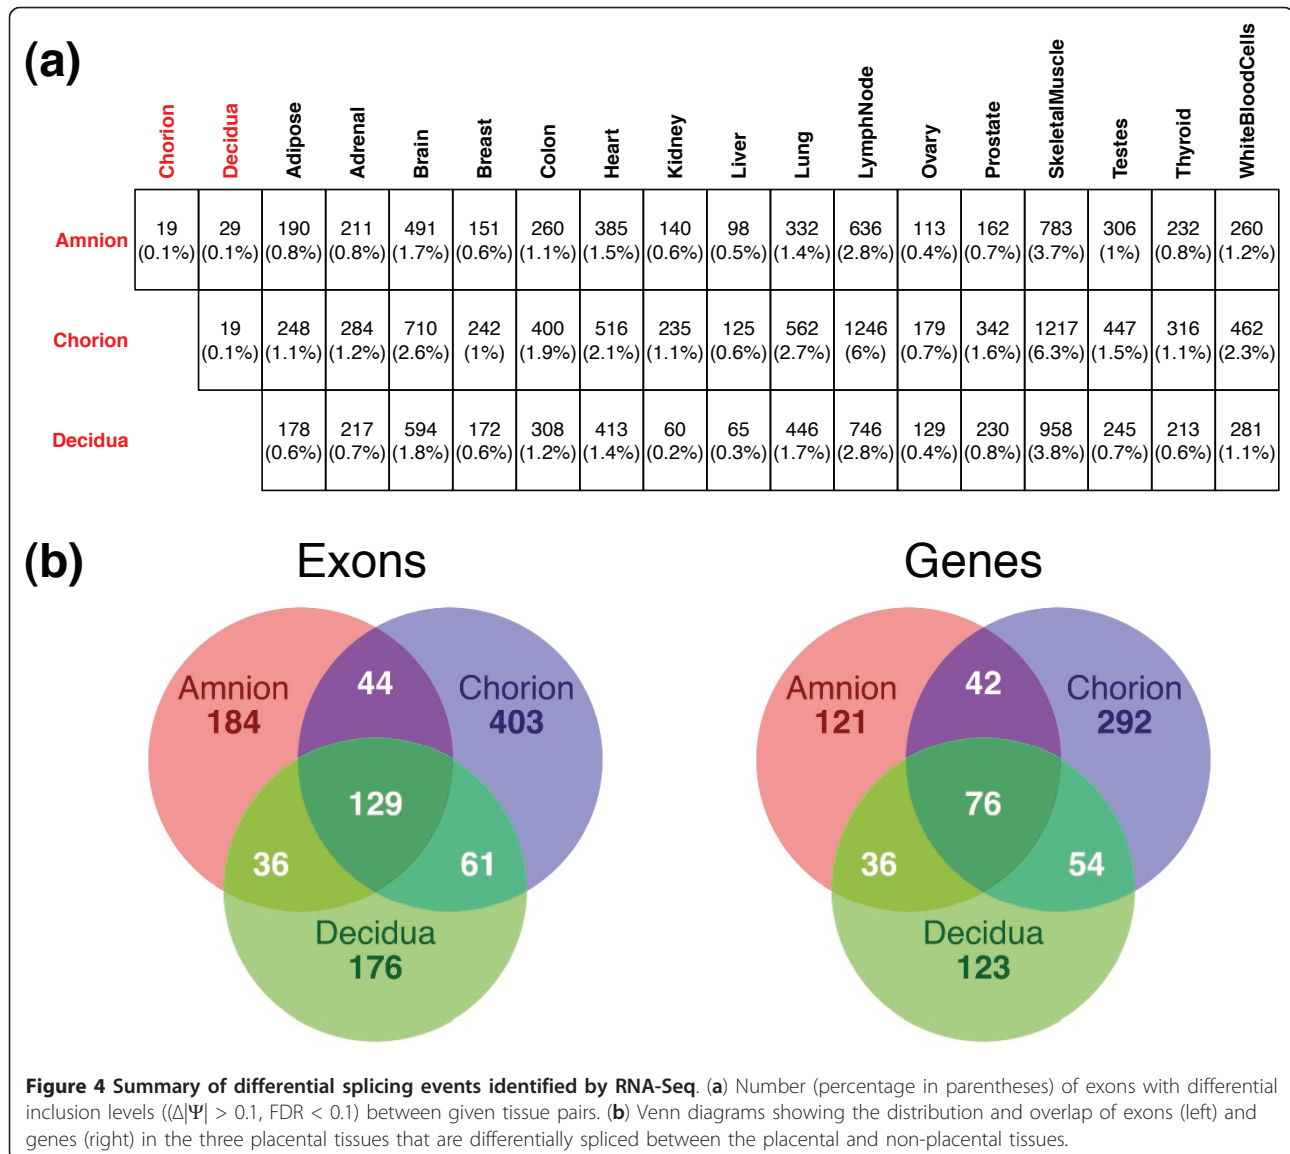 (a)
Chorion Decidua Adipose Adrenal Brain Breast Colon Heart Kidney Liver Lung LymphNode Ovary Prostate SkeletalMuscle Testes Thyroid WhiteBloodCells
Amnion 19 29 190 211 491 151 260 385 140 98 332 636 113 162 783 306 232 260
(0.1%) (0.1%) (0.8%) (0.8%) (1.7%) (0.6%) (1.1%) (1.5%) (0.6%) (0.5%) (1.4%) (2.8%) (0.4%) (0.7%) (3.7%) (1%) (0.8%) (1.2%)
Chorion 19 248 284 710 242 400 516 235 125 562 1246 179 342 1217 447 316 462
(0.1%) (1.1%) (1.2%) (2.6%) (1%) (1.9%) (2.1%) (1.1%) (0.6%) (2.7%) (6%) (0.7%) (1.6%) (6.3%) (1.5%) (1.1%) (2.3%)
Decidua 178 217 594 172 308 413 60 65 446 746 129 230 958 245 213 281
(0.6%) (0.7%) (1.8%) (0.6%) (1.2%) (1.4%) (0.2%) (0.3%) (1.7%) (2.8%) (0.4%) (0.8%) (3.8%) (0.7%) (0.6%) (1.1%)
(b)
Exons
Amnion
184
44
Chorion
403
129
36
61
Decidua
176
Genes
Amnion
121
42
Chorion
292
76
36
54
Decidua
123
Figure 4 Summary of differential splicing events identified by RNA-Seq. (a) Number (percentage in parentheses) of exons with differential
inclusion levels ((Δ|Ψ| > 0.1, FDR < 0.1) between given tissue pairs. (b) Venn diagrams showing the distribution and overlap of exons (left) and
genes (right) in the three placental tissues that are differentially spliced between the placental and non-placental tissues.